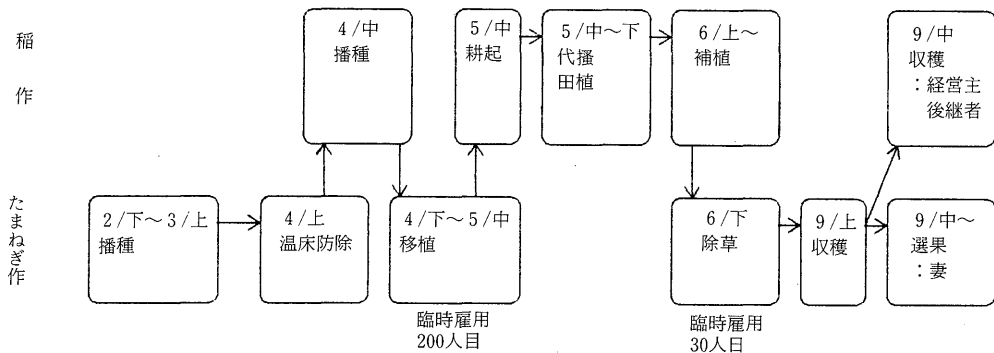 稲作
4/中
播種
5/中
耕起
5/中~下
代掻
田植
6/上~
補植
9/中
収穫
:経営主
後継者
たまねぎ作
2/下~3/上
播種
4/上
温床防除
4/下~5/中
移植
6/下
除草
9/上
収穫
9/中~
選果
:妻
臨時雇用
200人目
臨時雇用
30人日